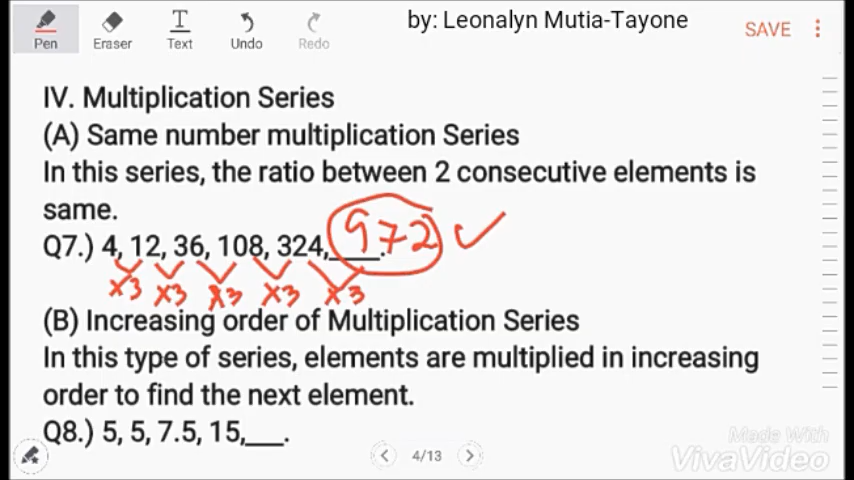 by: Leonalyn Mutia-Tayone
Pen Eraser Text Undo Redo SAVE
IV. Multiplication Series
(A) Same number multiplication Series
In this series, the ratio between 2 consecutive elements is
same.
Q7.) 4, 12, 36, 108, 324,____. 972 ✓
x3 x3 x3 x3 x3
(B) Increasing order of Multiplication Series
In this type of series, elements are multiplied in increasing
order to find the next element.
Q8.) 5, 5, 7.5, 15,___.
4/13
Made With
VivaVideo